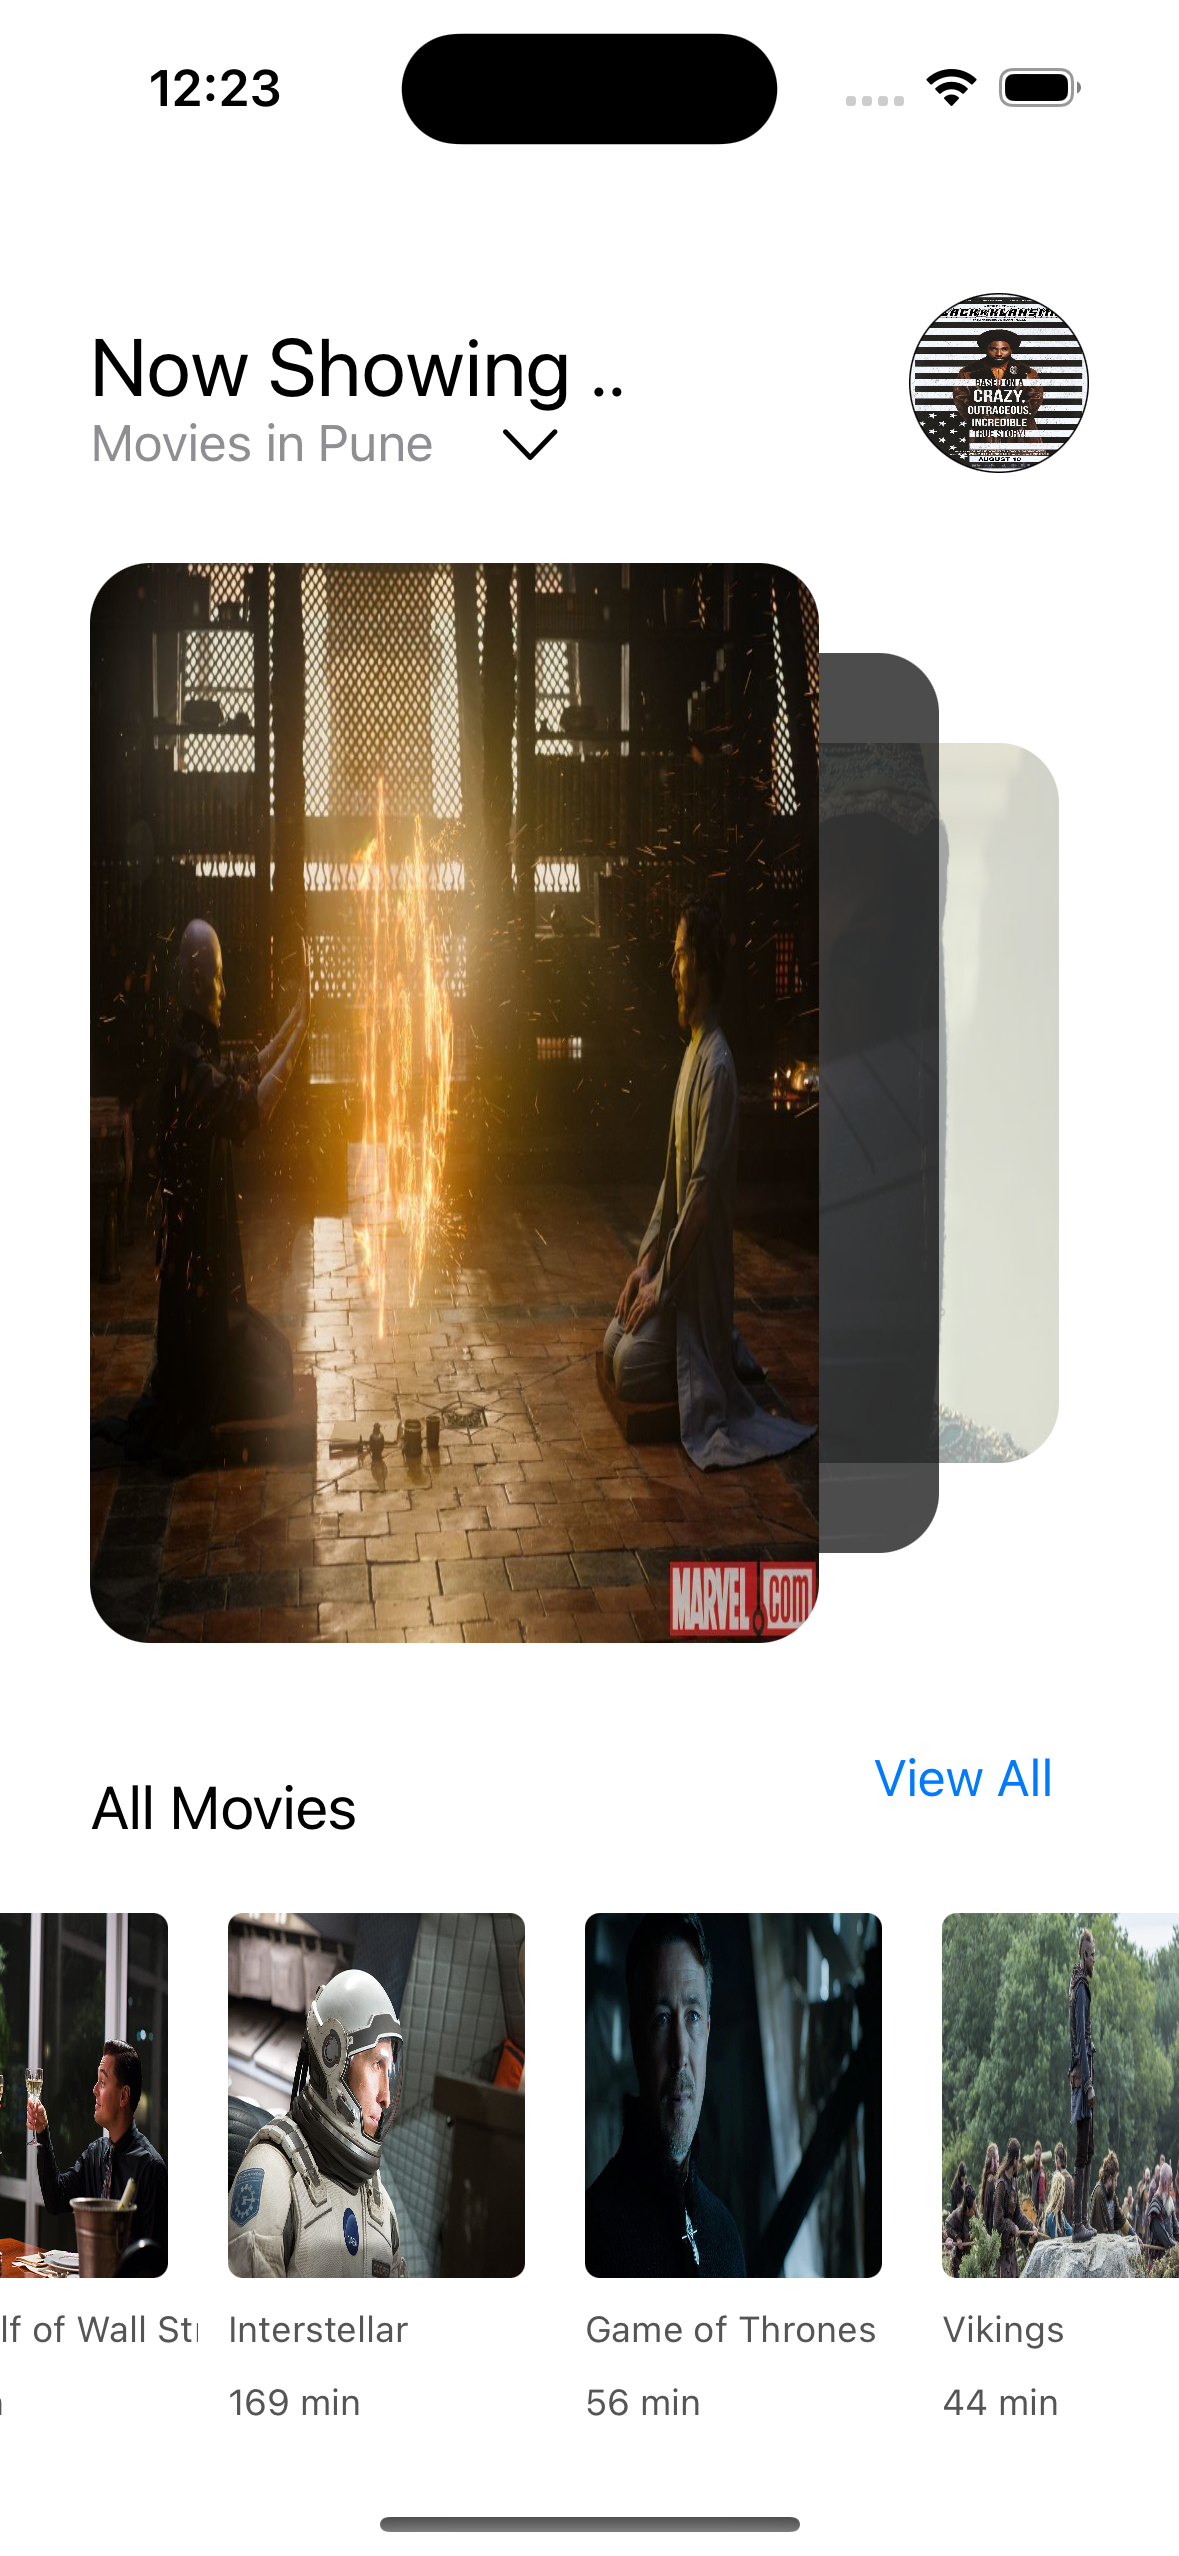 12:23
Now Showing ..
Movies in Pune
BASED ON A
CRAZY,
OUTRAGEOUS,
INCREDIBLE
TRUE STORY!
AUGUST 10
MARVEL.com
All Movies
View All
lf of Wall Str
Interstellar
Game of Thrones
Vikings
169 min
56 min
44 min